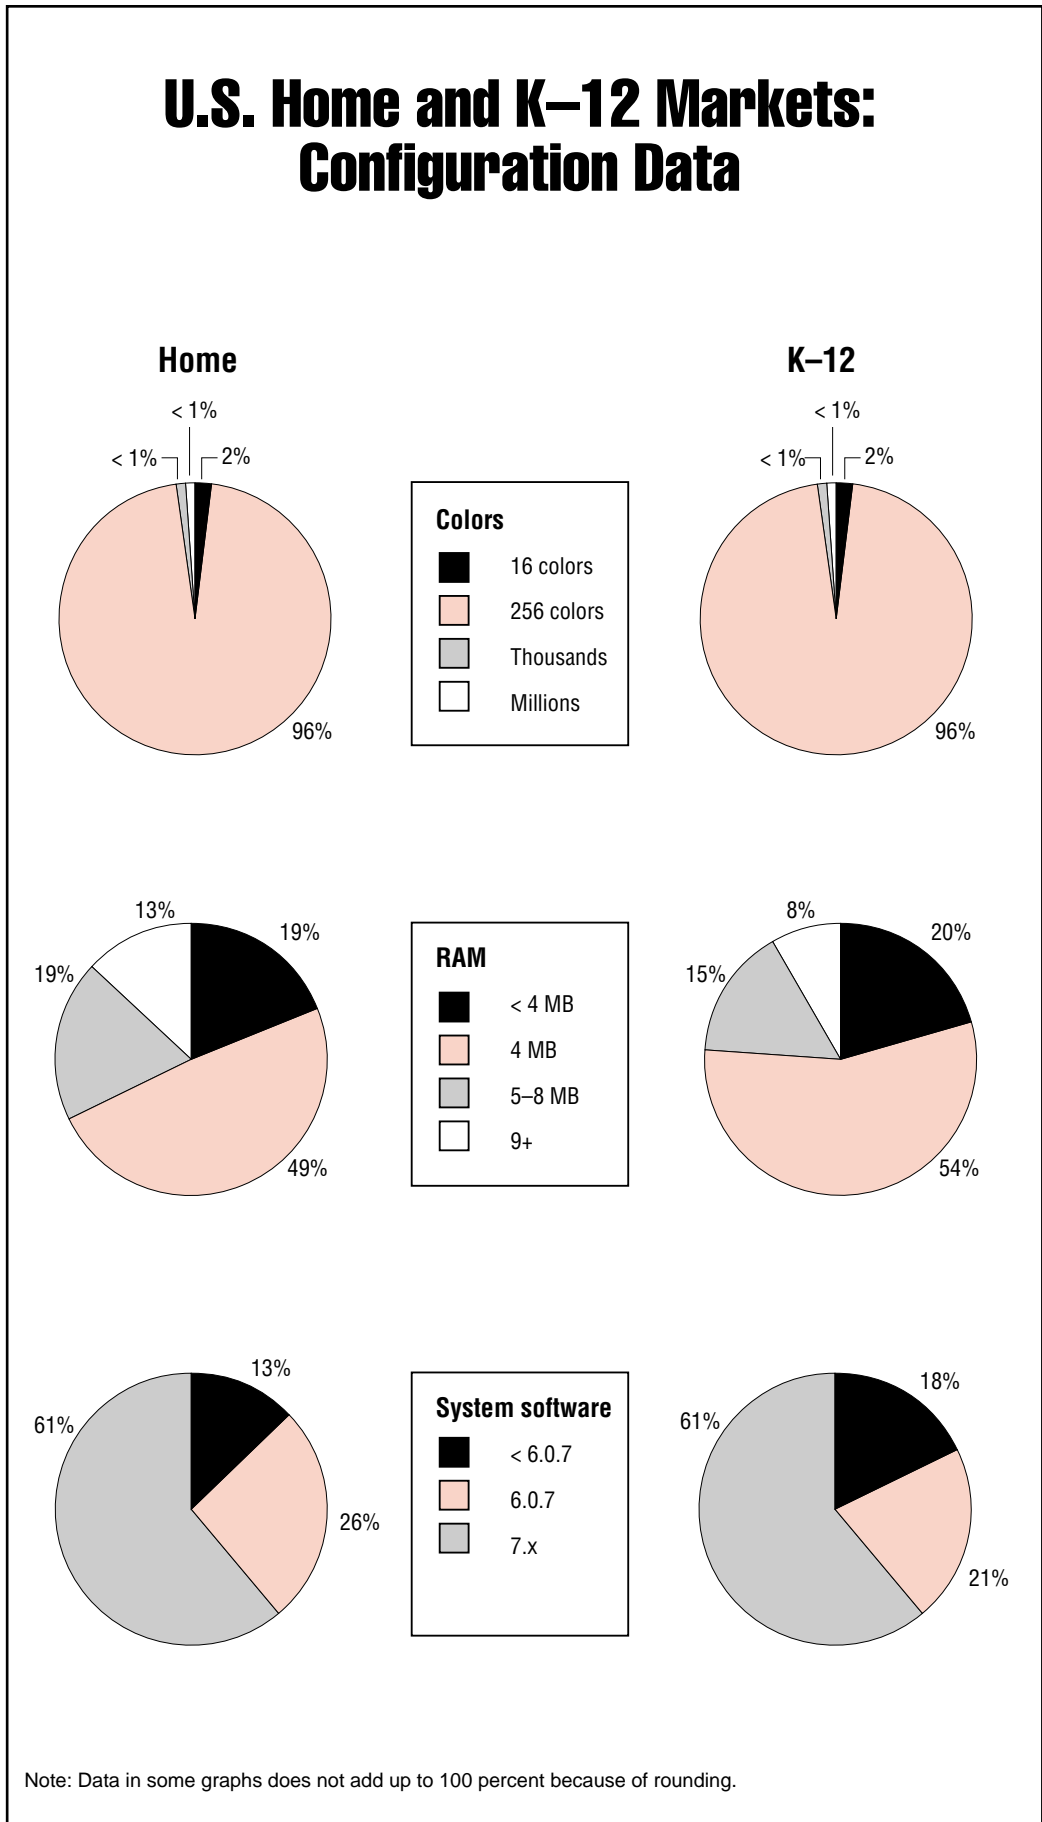 U.S. Home and K–12 Markets:
Configuration Data
Home
K–12
< 1%
< 1%
2%
96%
Colors
16 colors
256 colors
Thousands
Millions
< 1%
< 1%
2%
96%
13%
19%
19%
49%
RAM
< 4 MB
4 MB
5–8 MB
9+
8%
20%
15%
54%
13%
61%
26%
System software
< 6.0.7
6.0.7
7.x
18%
61%
21%
Note: Data in some graphs does not add up to 100 percent because of rounding.